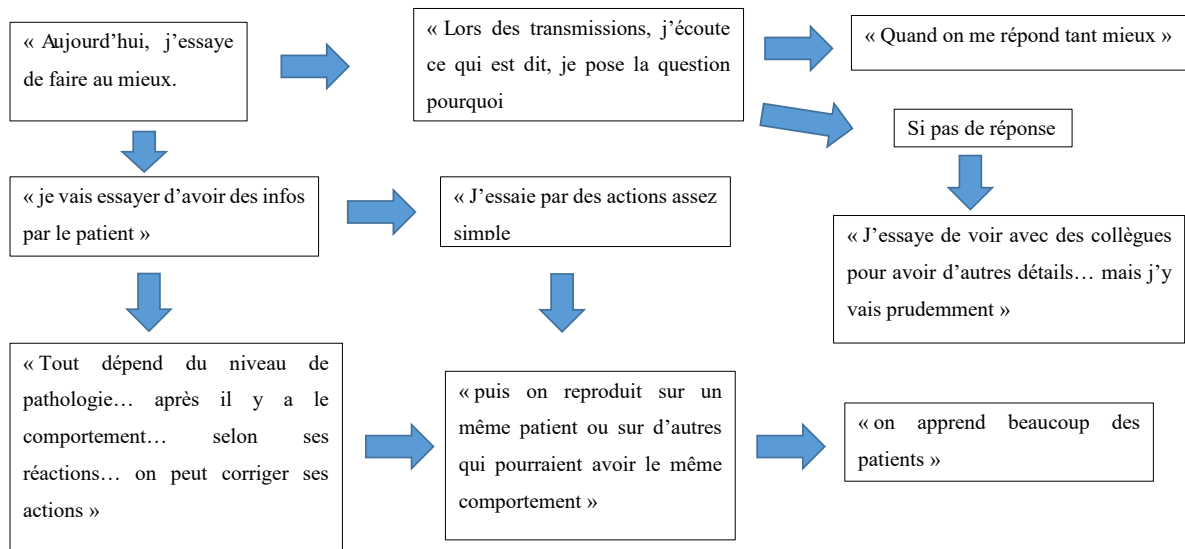 « Aujourd’hui, j’essaye
de faire au mieux.
« Lors des transmissions, j’écoute
ce qui est dit, je pose la question
pourquoi
« Quand on me répond tant mieux »
Si pas de réponse
« je vais essayer d’avoir des infos
par le patient »
« J’essaie par des actions assez
simple
« J’essaye de voir avec des collègues
pour avoir d’autres détails… mais j’y
vais prudemment »
« Tout dépend du niveau de
pathologie… après il y a le
comportement… selon ses
réactions… on peut corriger ses
actions »
« puis on reproduit sur un
même patient ou sur d’autres
qui pourraient avoir le même
comportement »
« on apprend beaucoup des
patients »